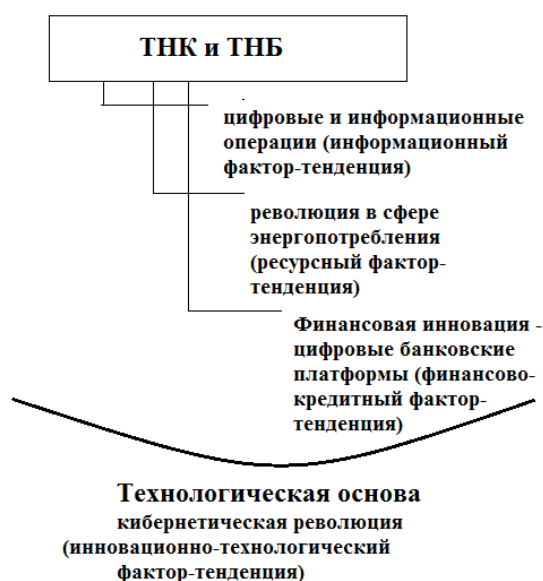 ТНК и ТНБ
цифровые и информационные
операции (информационный
фактор-тенденция)
революция в сфере
энергопотребления
(ресурсный фактор-
тенденция)
Финансовая инновация -
цифровые банковские
платформы (финансово-
кредитный фактор-
тенденция)
Технологическая основа
кибернетическая революция
(инновационно-технологический
фактор-тенденция)